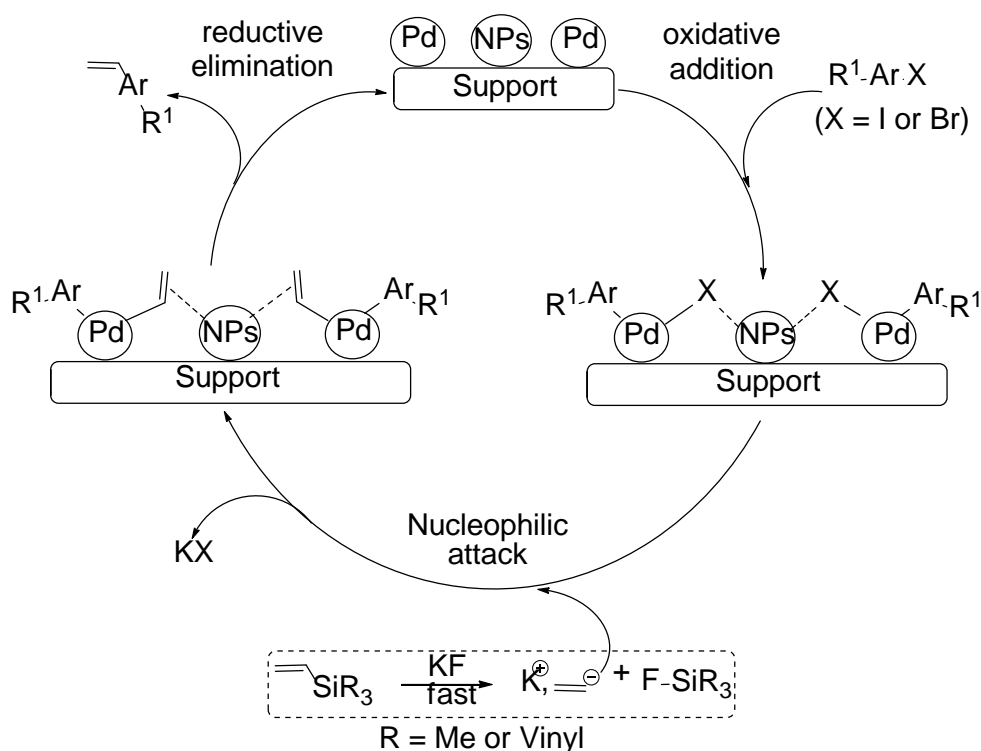 reductive
elimination
Pd NPs Pd
Support
oxidative
addition
R1-Ar-X
(X = I or Br)
Ar
R1
R1-Ar
Pd
NPs
Ar
R1
Pd
Support
R1-Ar
X
X
Ar
R1
Pd
NPs
Pd
Support
Nucleophilic
attack
KX
SiR3
KF
fast
K⊕, ⊖ + F-SiR3
R = Me or Vinyl